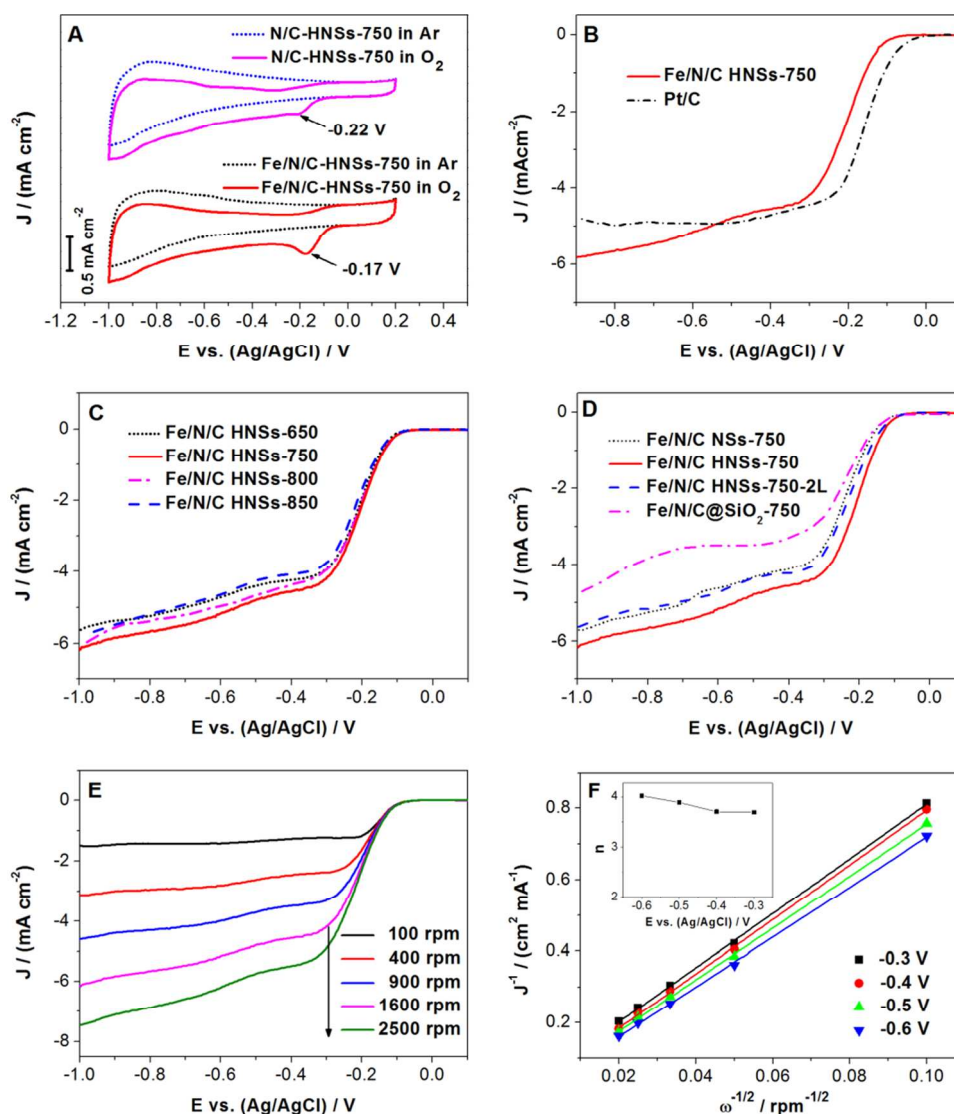 A
N/C-HNSs-750 in Ar
N/C-HNSs-750 in O2
-0.22 V
Fe/N/C-HNSs-750 in Ar
Fe/N/C-HNSs-750 in O2
-0.17 V
0.5 mA cm-2
J / (mA cm-2)
-1.2 -1.0 -0.8 -0.6 -0.4 -0.2 0.0 0.2
E vs. (Ag/AgCl) / V
B
Fe/N/C HNSs-750
Pt/C
0
-2
-4
-6
J / (mAcm-2)
-0.8 -0.6 -0.4 -0.2 0.0
E vs. (Ag/AgCl) / V
C
Fe/N/C HNSs-650
Fe/N/C HNSs-750
Fe/N/C HNSs-800
Fe/N/C HNSs-850
0
-2
-4
-6
J / (mA cm-2)
-1.0 -0.8 -0.6 -0.4 -0.2 0.0
E vs. (Ag/AgCl) / V
D
Fe/N/C NSs-750
Fe/N/C HNSs-750
Fe/N/C HNSs-750-2L
Fe/N/C@SiO2-750
0
-2
-4
-6
J / (mA cm-2)
-1.0 -0.8 -0.6 -0.4 -0.2 0.0
E vs. (Ag/AgCl) / V
E
0
-2
-4
-6
-8
J / (mA cm-2)
100 rpm
400 rpm
900 rpm
1600 rpm
2500 rpm
-1.0 -0.8 -0.6 -0.4 -0.2 0.0
E vs. (Ag/AgCl) / V
F
4
3
2
n
-0.6 -0.5 -0.4 -0.3
E vs. (Ag/AgCl) / V
0.8
0.6
0.4
0.2
J-1 / (cm2 mA-1)
-0.3 V
-0.4 V
-0.5 V
-0.6 V
0.02 0.04 0.06 0.08 0.10
ω-1/2 / rpm-1/2